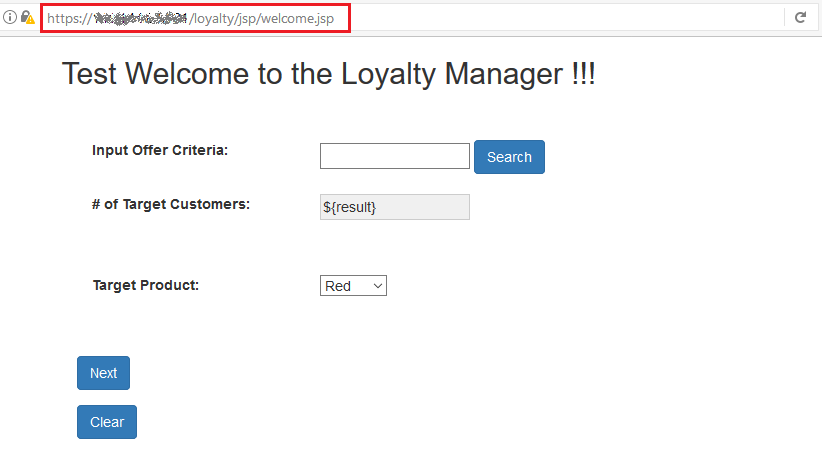 https:// /loyalty/jsp/welcome.jsp
Test Welcome to the Loyalty Manager !!!
Input Offer Criteria:
Search
# of Target Customers:
${result}
Target Product:
Red
Next
Clear